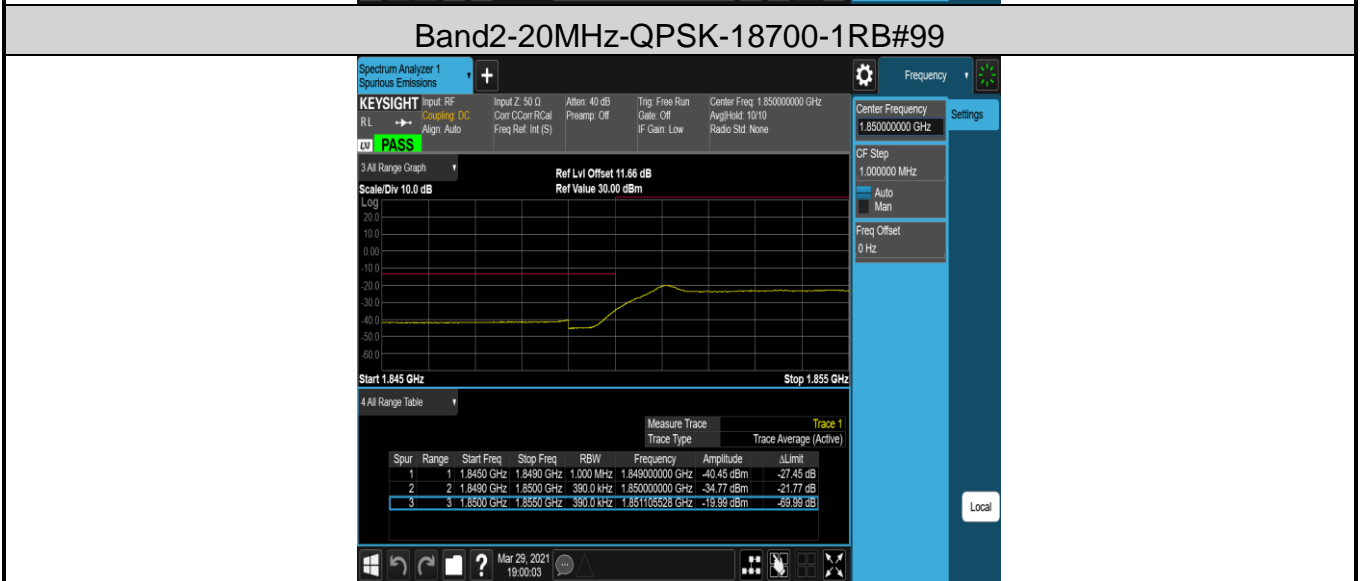 Band2-20MHz-QPSK-18700-1RB#99
Spectrum Analyzer 1
Spurious Emissions
+
Frequency
KEYSIGHT
RL
LXI
PASS
Input: RF
Coupling: DC
Align: Auto
Input Z: 50 Ω
Corr CCorr RCal
Freq Ref: Int (S)
Atten: 40 dB
Preamp: Off
Trig: Free Run
Gate: Off
IF Gain: Low
Center Freq: 1.850000000 GHz
Avg|Hold: 10/10
Radio Std: None
Center Frequency
1.850000000 GHz
Settings
CF Step
1.000000 MHz
Auto
Man
Freq Offset
0 Hz
3 All Range Graph
Ref Lvl Offset 11.66 dB
Scale/Div 10.0 dB
Ref Value 30.00 dBm
Log
20.0
10.0
0.00
-10.0
-20.0
-30.0
-40.0
-50.0
-60.0
Start 1.845 GHz
Stop 1.855 GHz
4 All Range Table
Measure Trace Trace 1
Trace Type Trace Average (Active)
Spur Range Start Freq Stop Freq RBW Frequency Amplitude ΔLimit
1 1 1.8450 GHz 1.8490 GHz 1.000 MHz 1.849000000 GHz -40.45 dBm -27.45 dB
2 2 1.8490 GHz 1.8500 GHz 390.0 kHz 1.850000000 GHz -34.77 dBm -21.77 dB
3 3 1.8500 GHz 1.8550 GHz 390.0 kHz 1.851105528 GHz -19.99 dBm -69.99 dB
Local
?
Mar 29, 2021
19:00:03